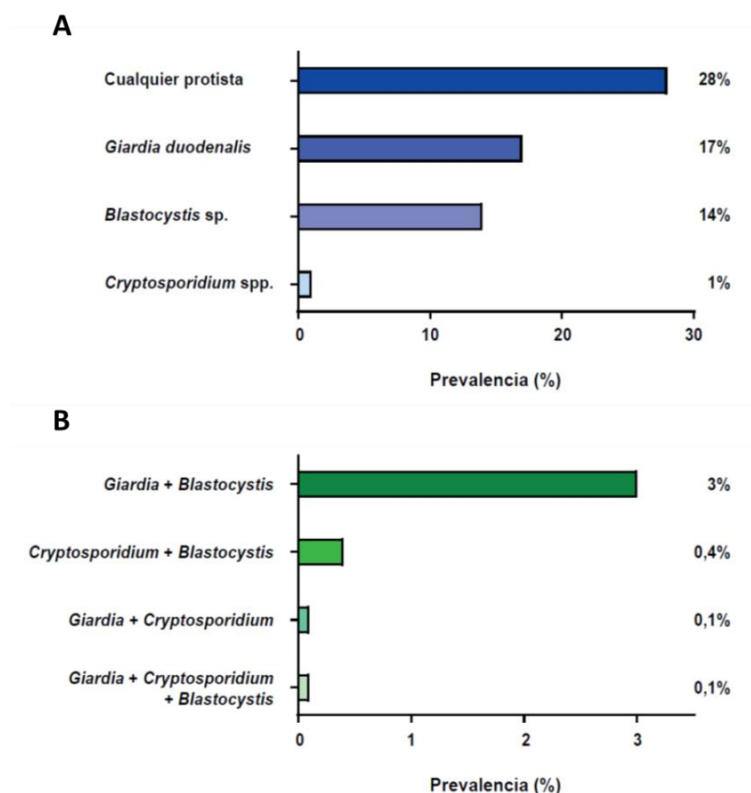 A
Cualquier protista 28%
Giardia duodenalis 17%
Blastocystis sp. 14%
Cryptosporidium spp. 1%
0 10 20 30
Prevalencia (%)
B
Giardia + Blastocystis 3%
Cryptosporidium + Blastocystis 0,4%
Giardia + Cryptosporidium 0,1%
Giardia + Cryptosporidium
+ Blastocystis 0,1%
0 1 2 3
Prevalencia (%)